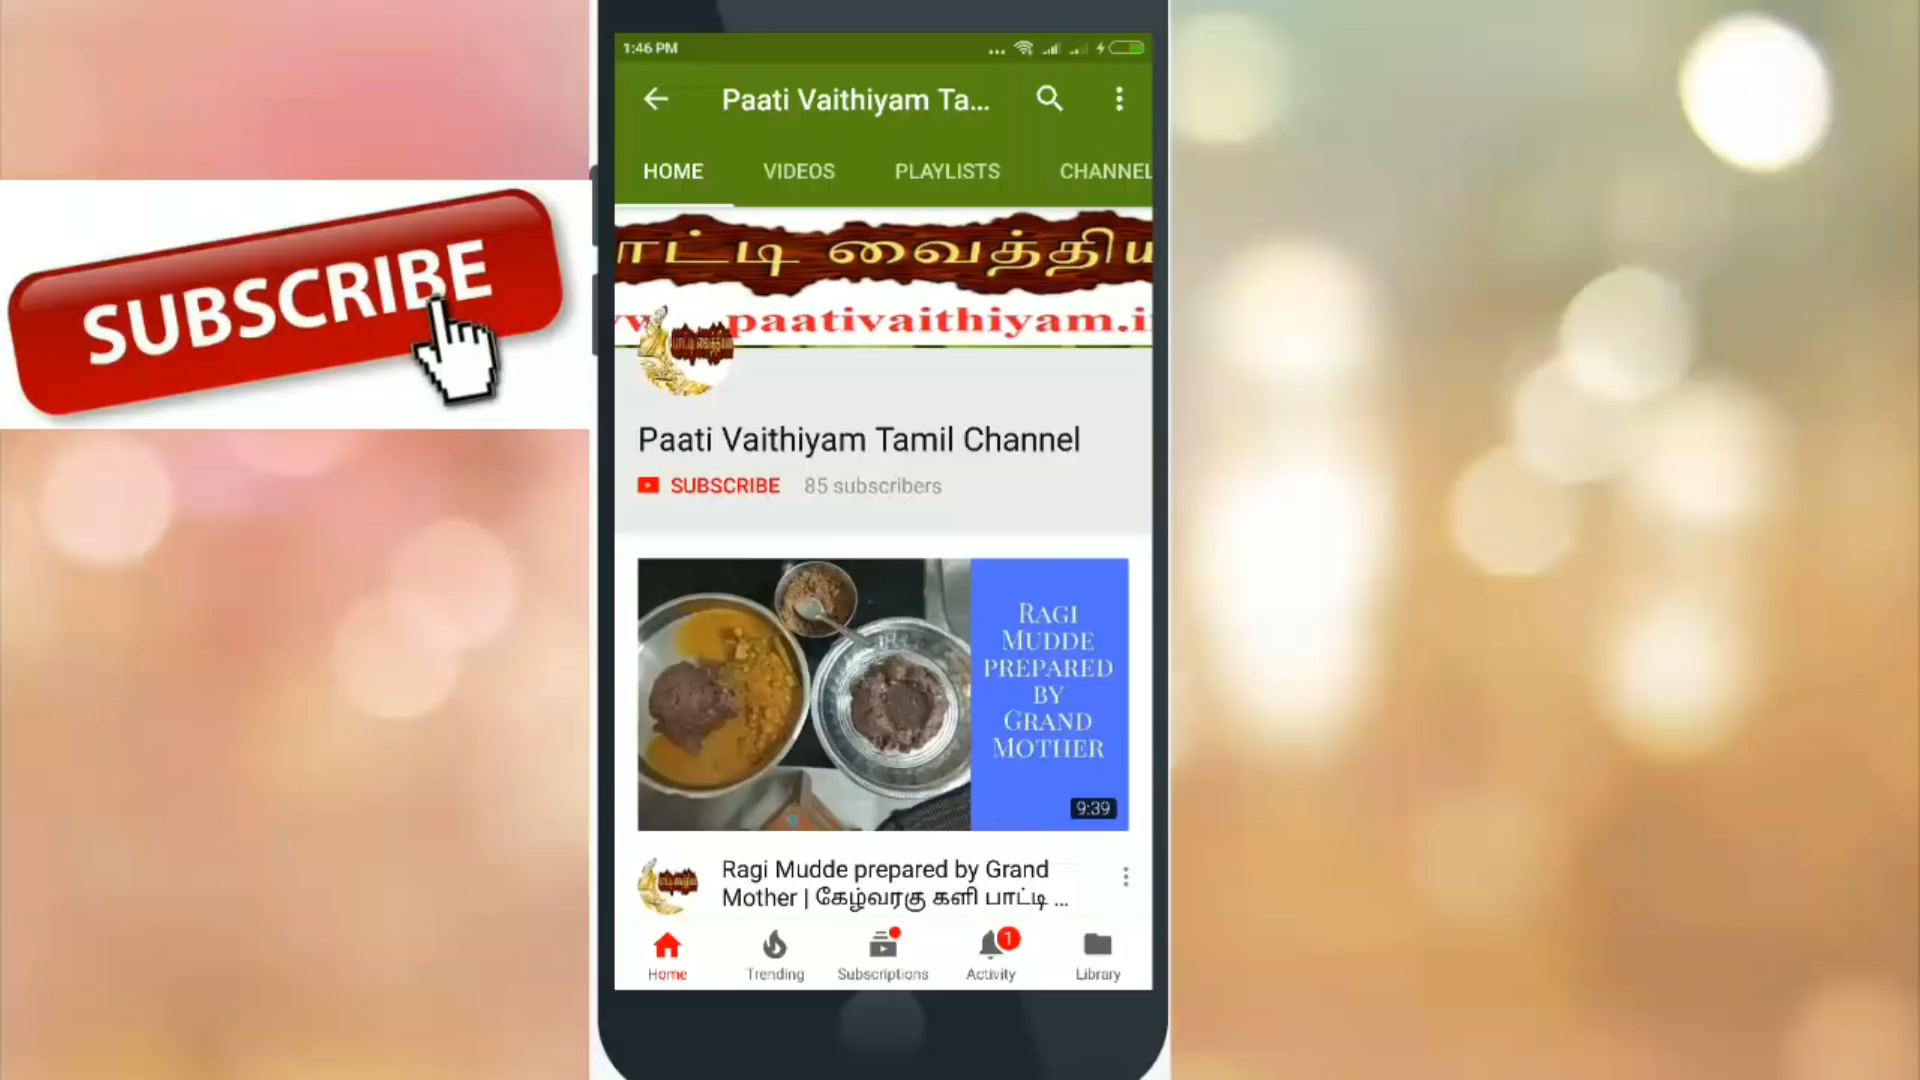 SUBSCRIBE
1:46 PM
Paati Vaithiyam Ta...
HOME VIDEOS PLAYLISTS CHANNEL
ாட்டி வைத்திய
paativaithiyam.i
Paati Vaithiyam Tamil Channel
SUBSCRIBE 85 subscribers
RAGI
MUDDE
PREPARED
BY
GRAND
MOTHER
9:39
Ragi Mudde prepared by Grand
Mother | கேழ்வரகு களி பாட்டி ...
1
Home Trending Subscriptions Activity Library